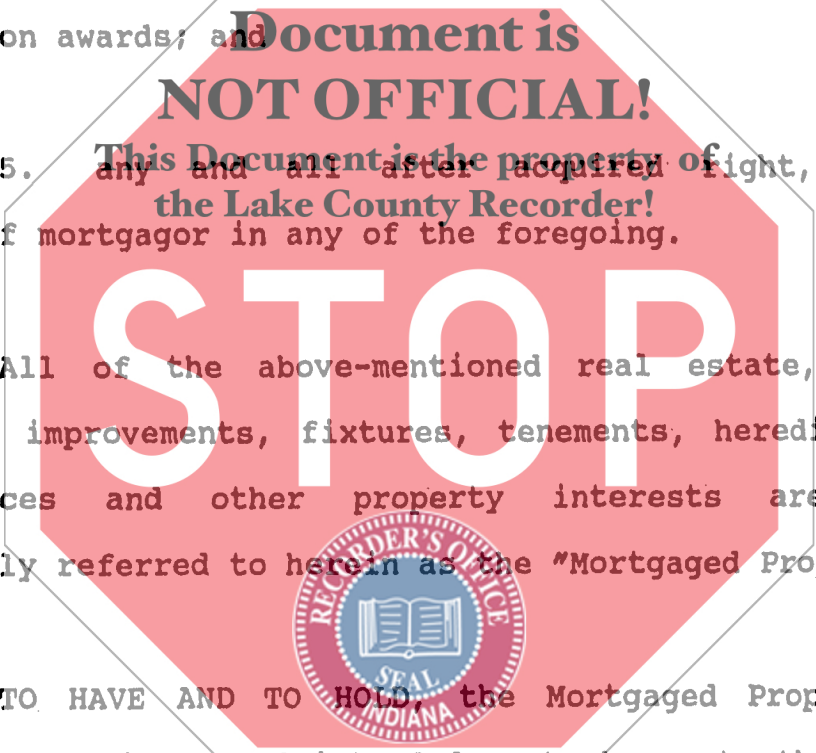 on awards; and
Document is
NOT OFFICIAL!
This Document is the property of
5. any and all after acquired right,
the Lake County Recorder!
f mortgagor in any of the foregoing.
STOP
All of the above-mentioned real estate,
improvements, fixtures, tenements, heredi
ces and other property interests are
ly referred to herein as the "Mortgaged Pro
RECORDER'S OFFICE
SEAL
INDIANA
TO HAVE AND TO HOLD, the Mortgaged Prop